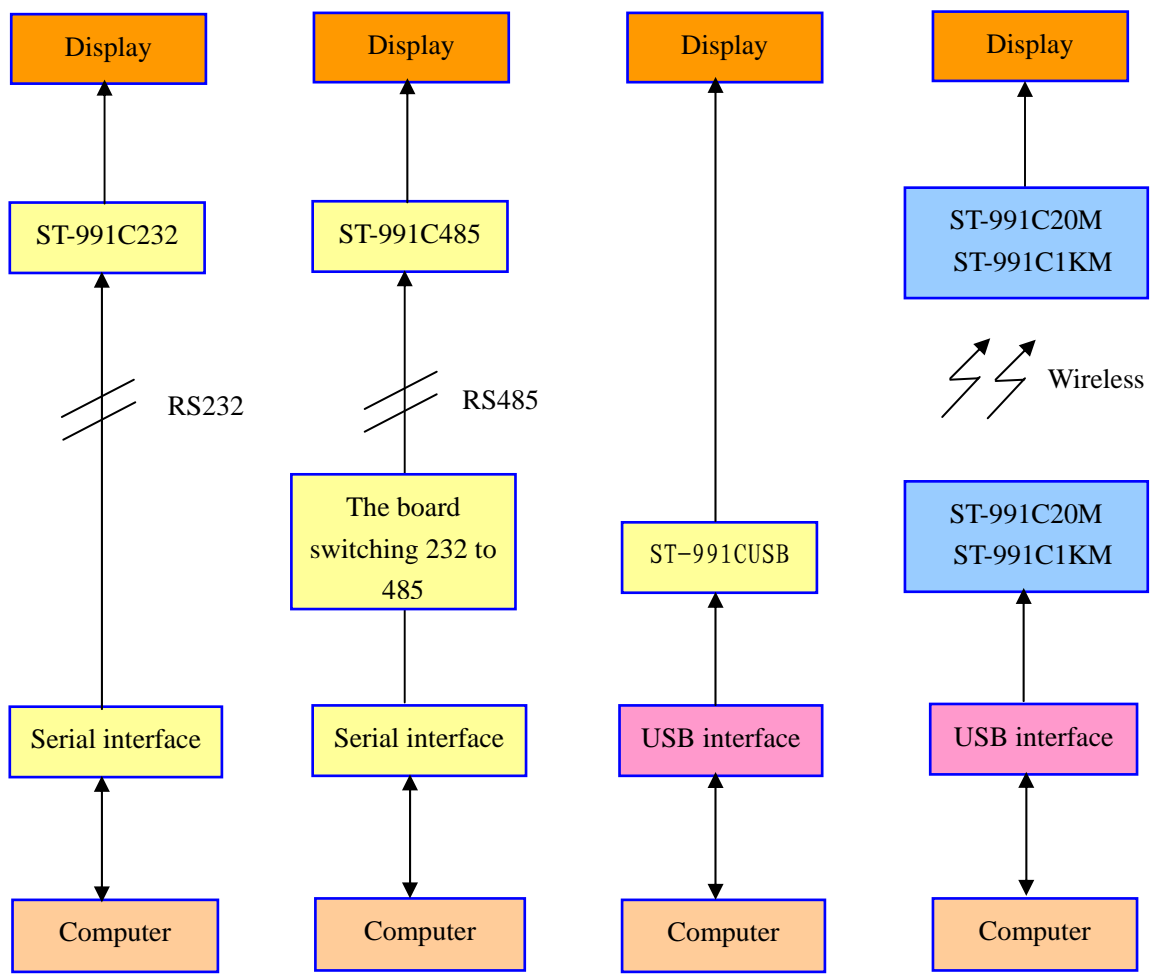 Display
Display
Display
Display
ST-991C232
ST-991C485
ST-991C20M
ST-991C1KM
RS232
RS485
Wireless
The board
switching 232 to
485
ST-991CUSB
ST-991C20M
ST-991C1KM
Serial interface
Serial interface
USB interface
USB interface
Computer
Computer
Computer
Computer